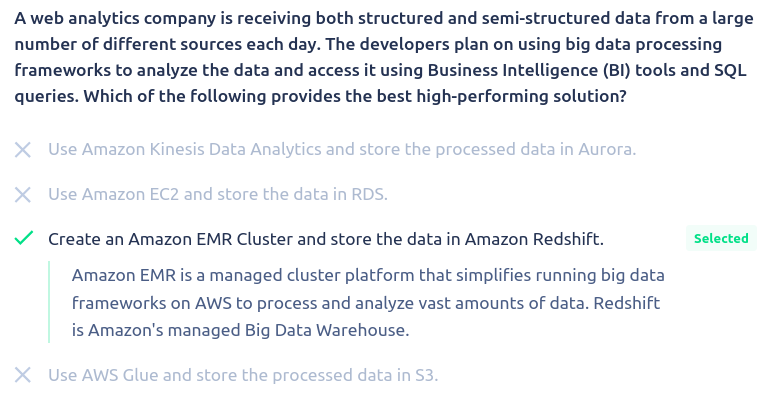 A web analytics company is receiving both structured and semi-structured data from a large
number of different sources each day. The developers plan on using big data processing
frameworks to analyze the data and access it using Business Intelligence (BI) tools and SQL
queries. Which of the following provides the best high-performing solution?
Use Amazon Kinesis Data Analytics and store the processed data in Aurora.
Use Amazon EC2 and store the data in RDS.
Create an Amazon EMR Cluster and store the data in Amazon Redshift.
Selected
Amazon EMR is a managed cluster platform that simplifies running big data
frameworks on AWS to process and analyze vast amounts of data. Redshift
is Amazon's managed Big Data Warehouse.
Use AWS Glue and store the processed data in S3.